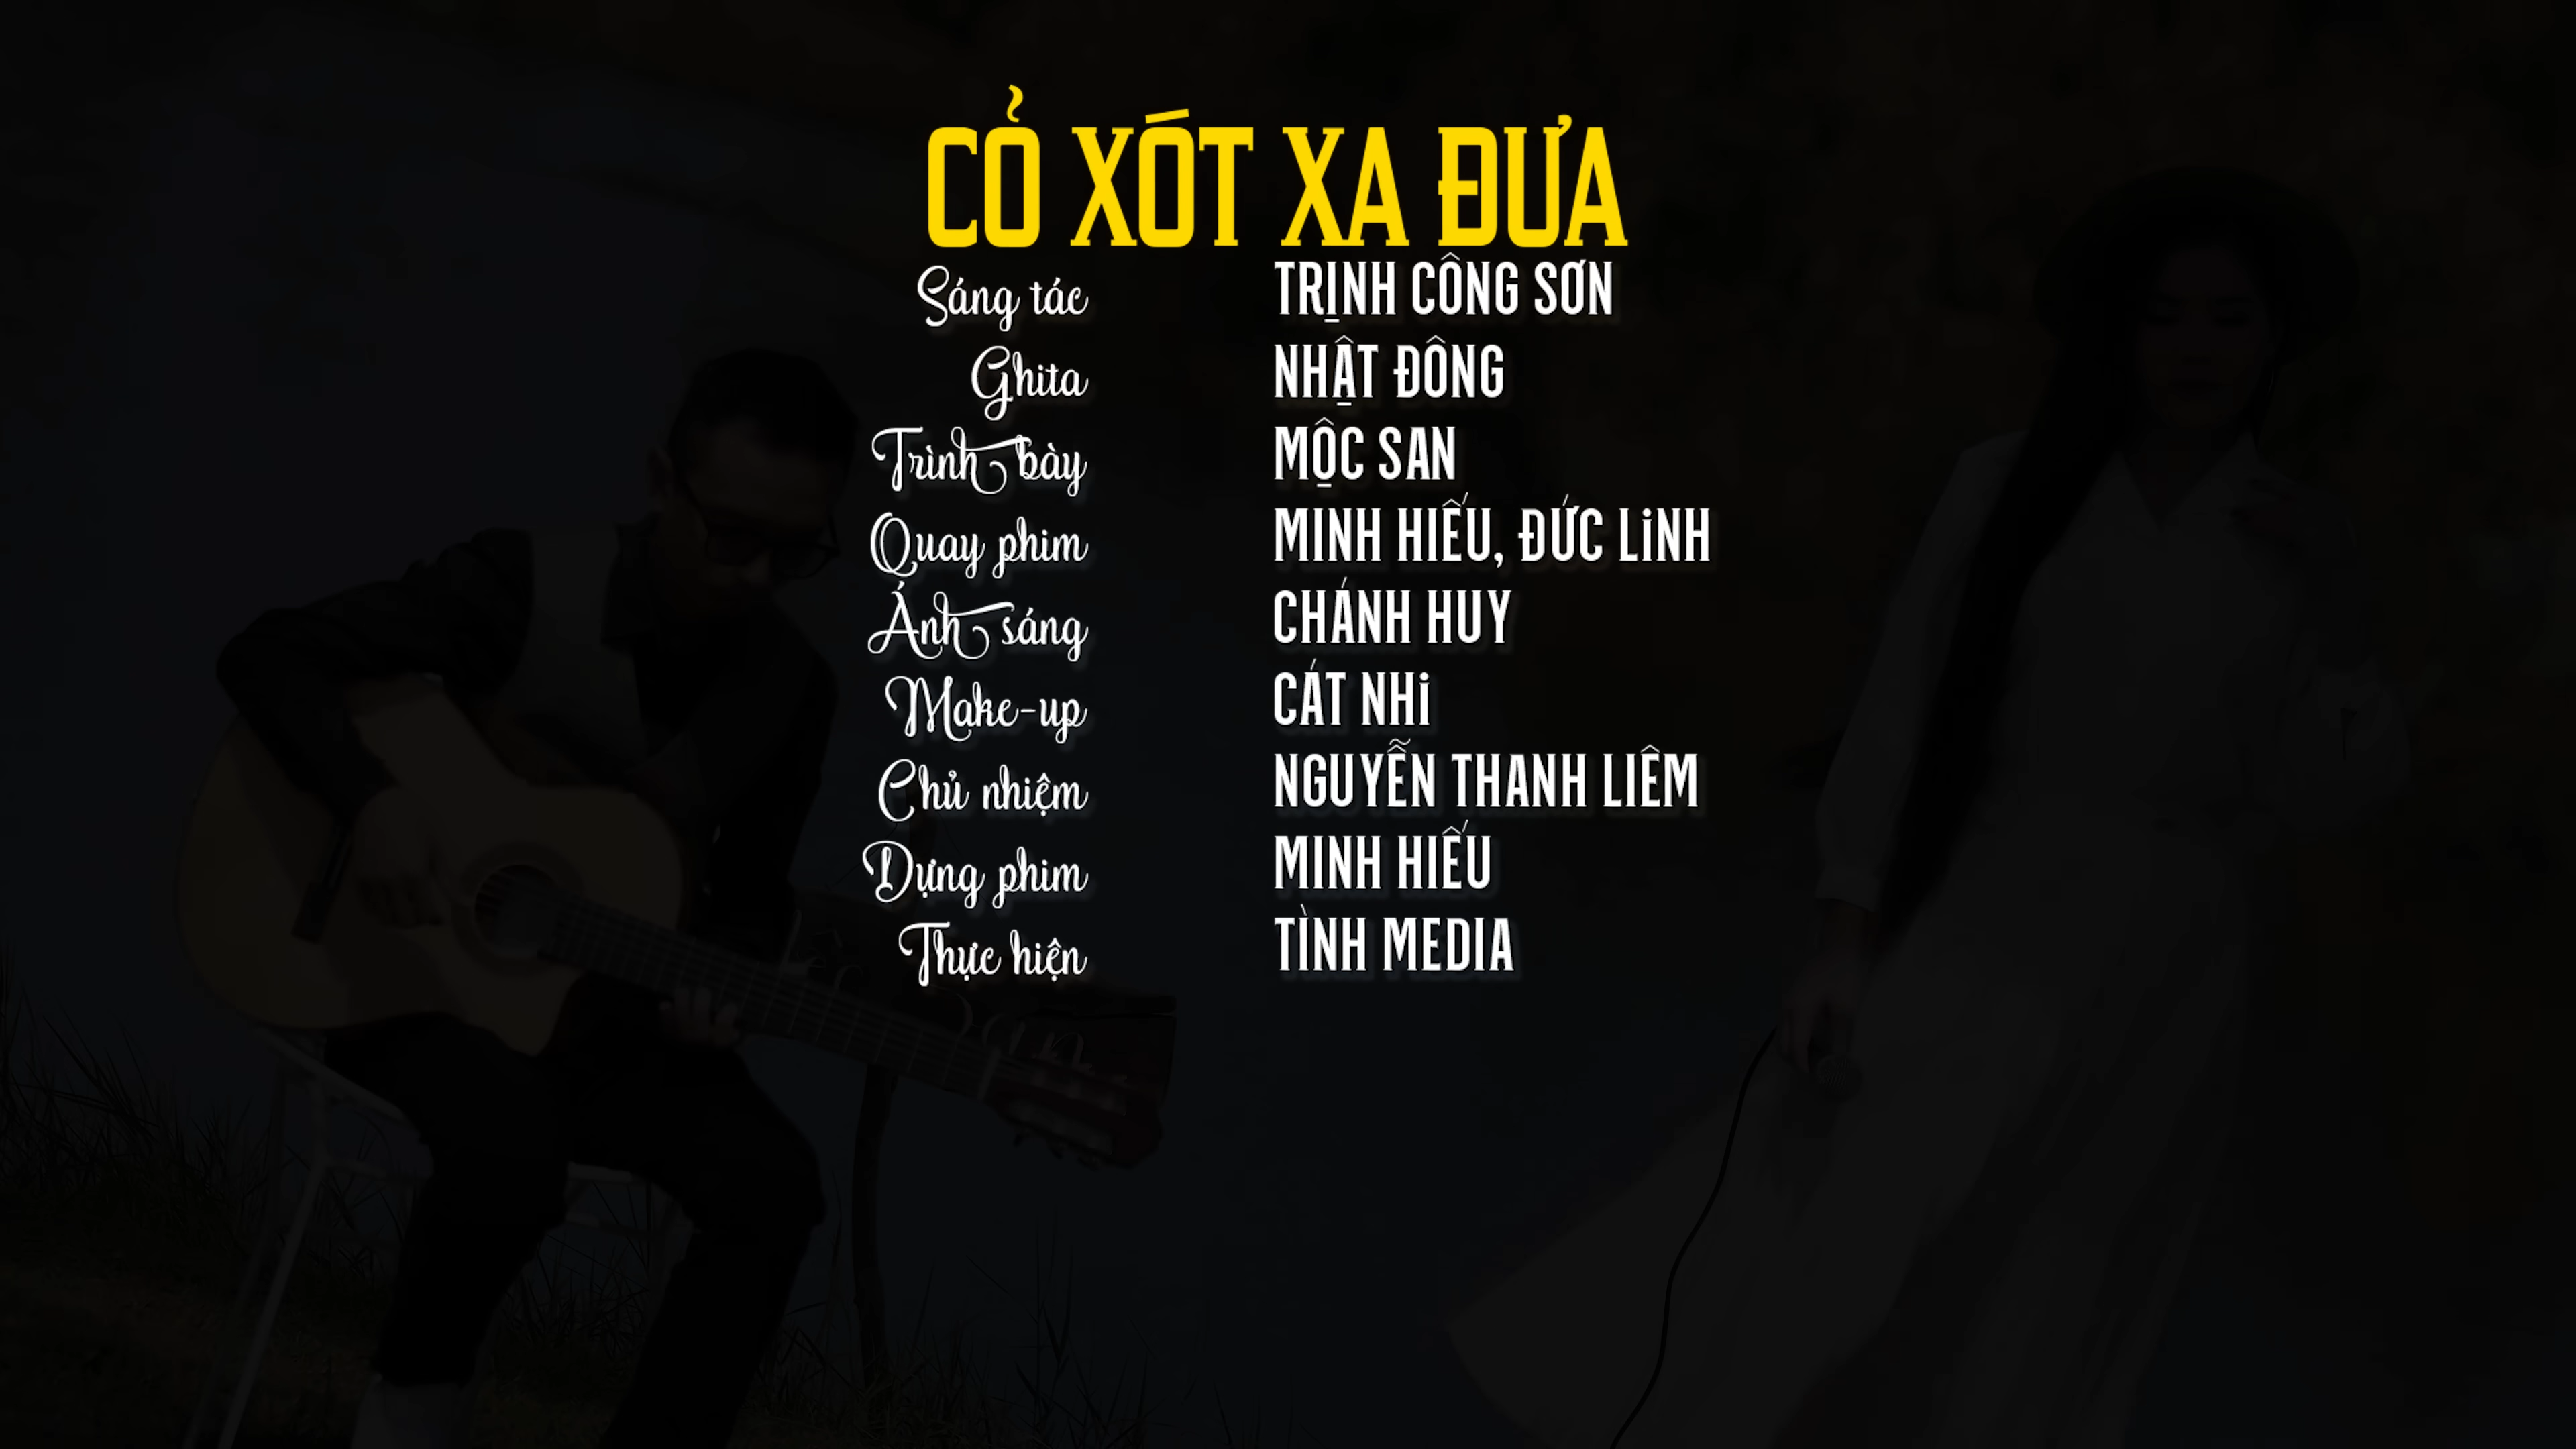 CỎ XÓT XA ĐƯA
Sáng tác TRỊNH CÔNG SƠN
Ghita NHẬT ĐÔNG
Trình bày MỘC SAN
Quay phim MINH HIẾU, ĐỨC LiNH
Ánh sáng CHÁNH HUY
Make-up CÁT NHi
Chủ nhiệm NGUYỄN THANH LIÊM
Dựng phim MINH HIẾU
Thực hiện TÌNH MEDIA